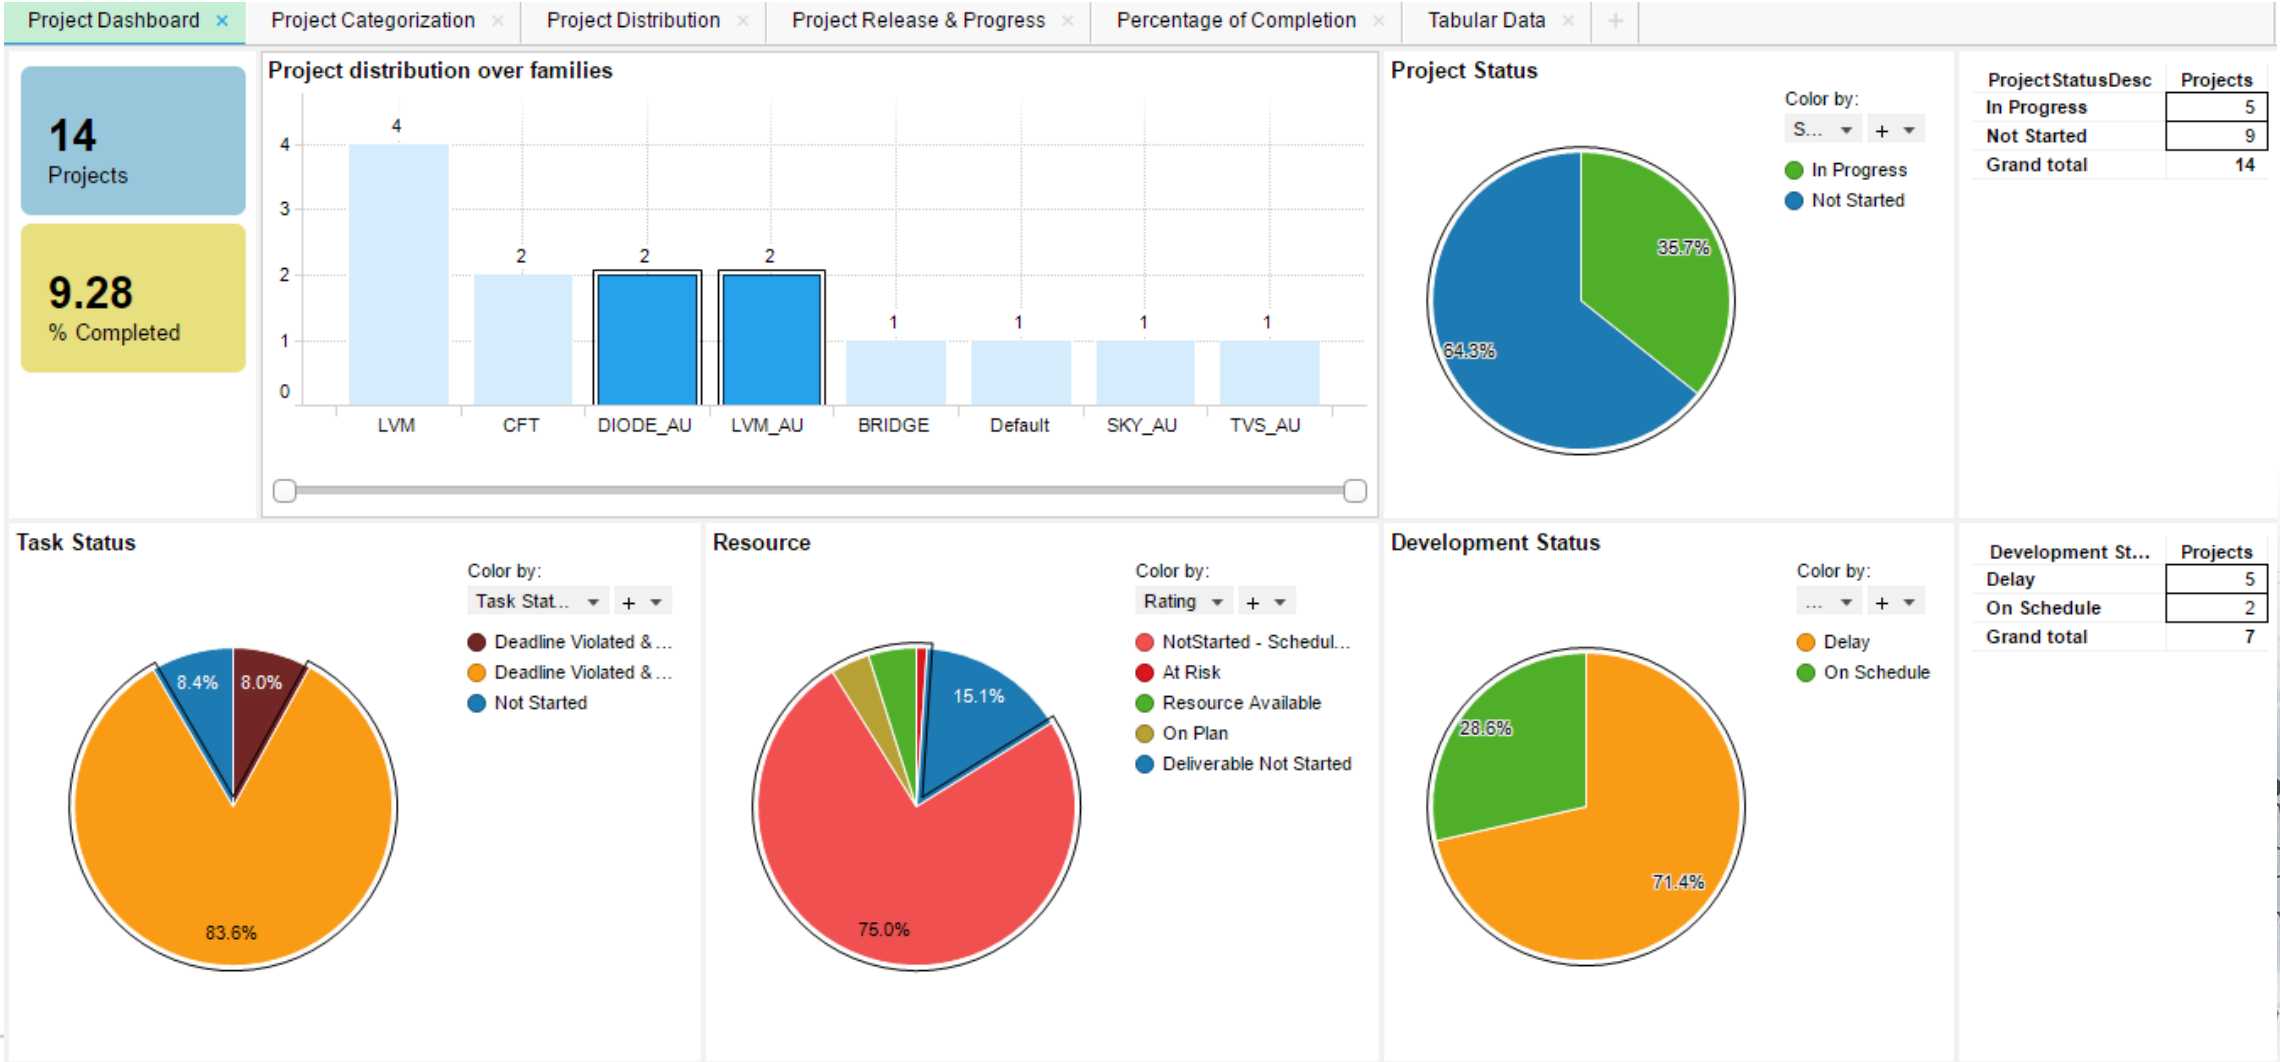 Project Dashboard × Project Categorization × Project Distribution × Project Release & Progress × Percentage of Completion × Tabular Data × +
14
Projects
9.28
% Completed
Project distribution over families
4
3
2
1
0
4
2
2
2
1
1
1
1
LVM CFT DIODE_AU LVM_AU BRIDGE Default SKY_AU TVS_AU
Project Status
Color by:
S... +
In Progress
Not Started
35.7%
64.3%
ProjectStatusDesc Projects
In Progress 5
Not Started 9
Grand total 14
Task Status
Color by:
Task Stat... +
Deadline Violated & ...
Deadline Violated & ...
Not Started
8.4% 8.0%
83.6%
Resource
Color by:
Rating +
NotStarted - Schedul...
At Risk
Resource Available
On Plan
Deliverable Not Started
15.1%
75.0%
Development Status
Color by:
... +
Delay
On Schedule
28.6%
71.4%
Development St... Projects
Delay 5
On Schedule 2
Grand total 7